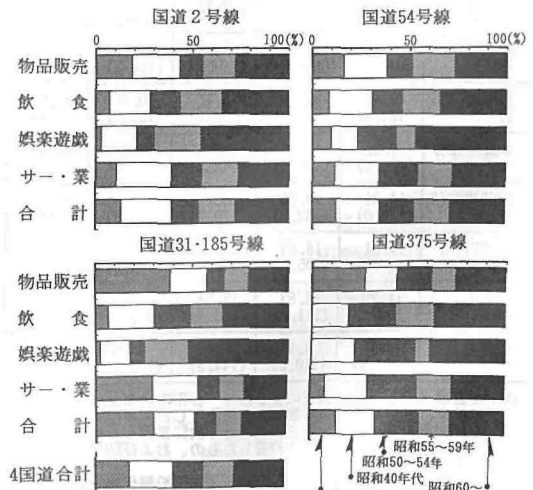 国道2号線
0 50 100(%)
物品販売
飲食
娯楽遊戯
サー・業
合計
国道54号線
0 50 100(%)
国道31・185号線
物品販売
飲食
娯楽遊戯
サー・業
合計
4国道合計
国道375号線
昭和55～59年
昭和50～54年
昭和40年代
昭和60～